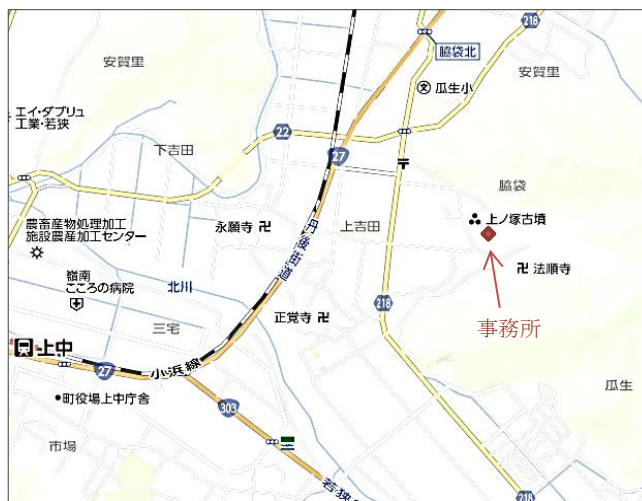 218
安賀里
脇袋北
安賀里
瓜生小
エイ・ダブリュ
工業・若狭
22
下吉田
27
脇袋
農畜産物処理加工
施設農産加工センター
永願寺
上吉田
上ノ塚古墳
丹後街道
法順寺
嶺南
こころの病院
北川
218
正覚寺
事務所
三宅
上中
小浜線
27
瓜生
町役場上中庁舎
303
市場
若狭
218